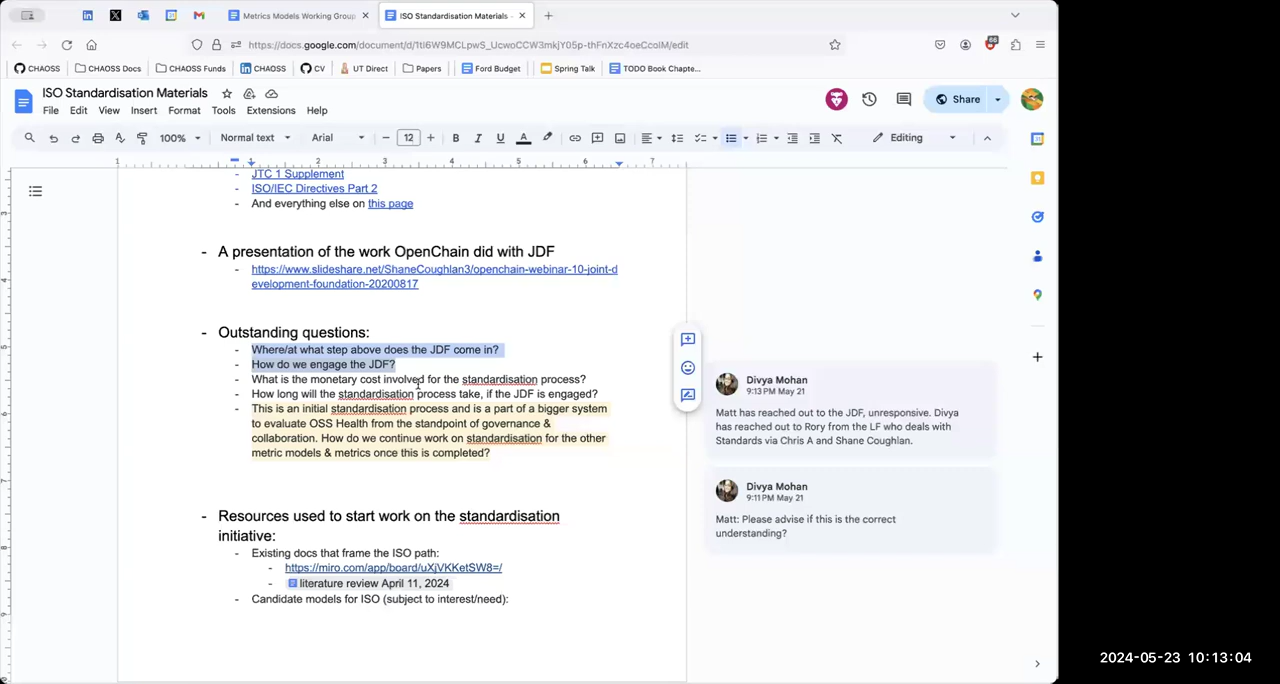 Metrics Models Working Group
ISO Standardisation Materials -
https://docs.google.com/document/d/1tI6W9MCLpwS_UcwoCCW3mkjY05p-thFnXzc4oeCcolM/edit
CHAOSS
CHAOSS Docs
CHAOSS Funds
CHAOSS
CV
UT Direct
Papers
Ford Budget
Spring Talk
TODO Book Chapte...
ISO Standardisation Materials
File Edit View Insert Format Tools Extensions Help
Share
100%
Normal text
Arial
12
Editing
1 1 2 3 4 5 6 7
JTC 1 Supplement
- ISO/IEC Directives Part 2
- And everything else on this page
- A presentation of the work OpenChain did with JDF
- https://www.slideshare.net/ShaneCoughlan3/openchain-webinar-10-joint-d
evelopment-foundation-20200817
- Outstanding questions:
- Where/at what step above does the JDF come in?
- How do we engage the JDF?
- What is the monetary cost involved for the standardisation process?
- How long will the standardisation process take, if the JDF is engaged?
- This is an initial standardisation process and is a part of a bigger system
to evaluate OSS Health from the standpoint of governance &
collaboration. How do we continue work on standardisation for the other
metric models & metrics once this is completed?
- Resources used to start work on the standardisation
initiative:
- Existing docs that frame the ISO path:
- https://miro.com/app/board/uXjVKKetSW8=/
- literature review April 11, 2024
- Candidate models for ISO (subject to interest/need):
Divya Mohan
9:13 PM May 21
Matt has reached out to the JDF, unresponsive. Divya
has reached out to Rory from the LF who deals with
Standards via Chris A and Shane Coughlan.
Divya Mohan
9:11 PM May 21
Matt: Please advise if this is the correct
understanding?
2024-05-23 10:13:04